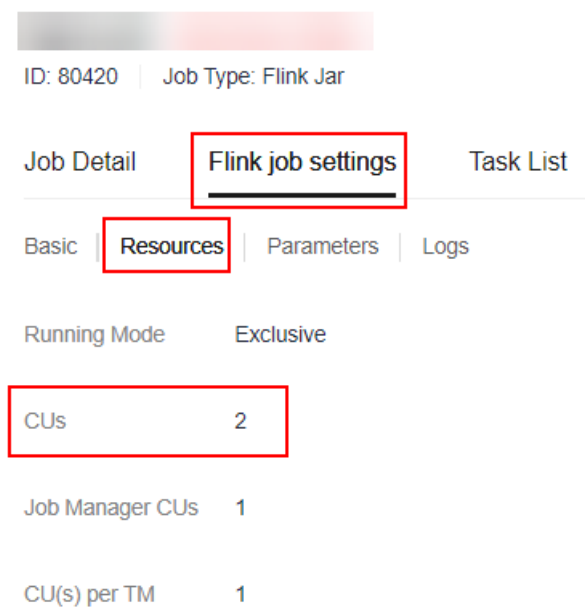 ID: 80420 Job Type: Flink Jar
Job Detail Flink job settings Task List
Basic Resources Parameters Logs
Running Mode Exclusive
CUs 2
Job Manager CUs 1
CU(s) per TM 1